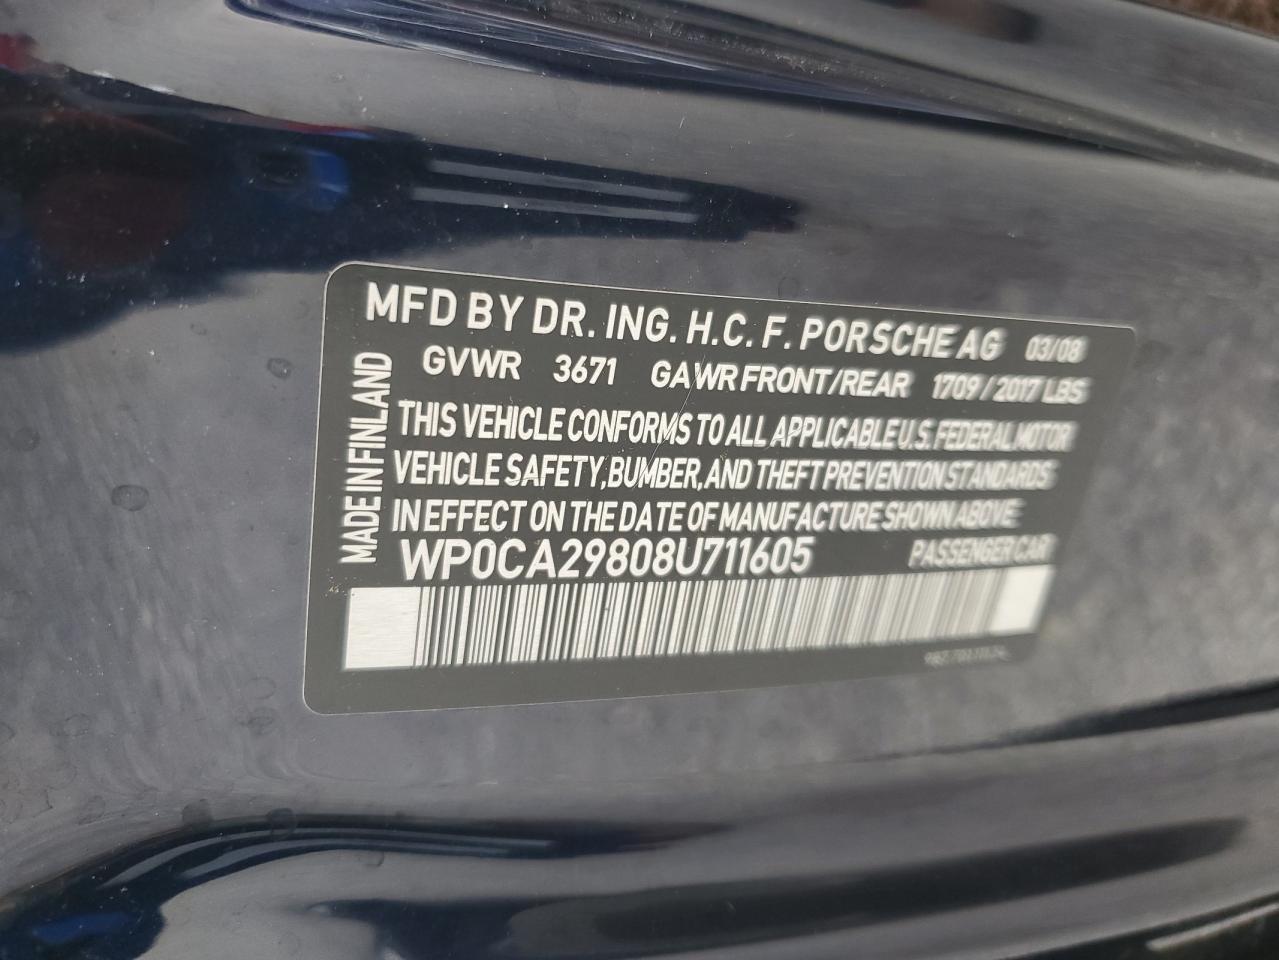 MFD BY DR. ING. H.C. F. PORSCHE AG 03/08
GVWR 3671 GAWR FRONT/REAR 1709/2017 LBS
THIS VEHICLE CONFORMS TO ALL APPLICABLE U.S. FEDERAL MOTOR
VEHICLE SAFETY, BUMBER, AND THEFT PREVENTION STANDARDS
IN EFFECT ON THE DATE OF MANUFACTURE SHOWN ABOVE
WP0CA29808U711605 PASSENGER CAR
MADE IN FINLAND